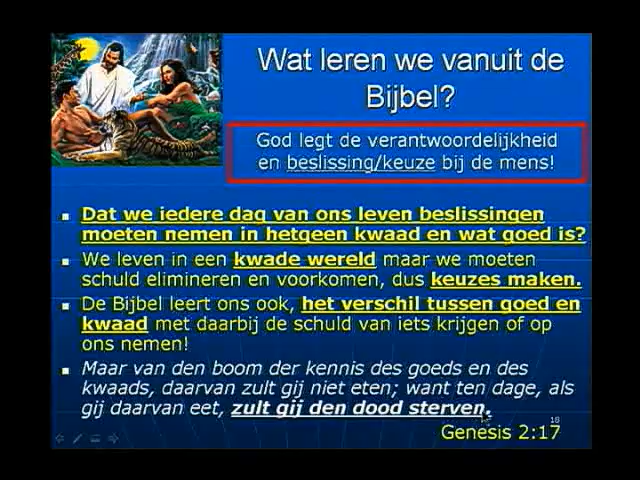 Wat leren we vanuit de
Bijbel?
God legt de verantwoordelijkheid
en beslissing/keuze bij de mens!
Dat we iedere dag van ons leven beslissingen
moeten nemen in hetgeen kwaad en wat goed is?
We leven in een kwade wereld maar we moeten
schuld elimineren en voorkomen, dus keuzes maken.
De Bijbel leert ons ook, het verschil tussen goed en
kwaad met daarbij de schuld van iets krijgen of op
ons nemen!
Maar van den boom der kennis des goeds en des
kwaads, daarvan zult gij niet eten; want ten dage, als
gij daarvan eet, zult gij den dood sterven.
18
Genesis 2:17